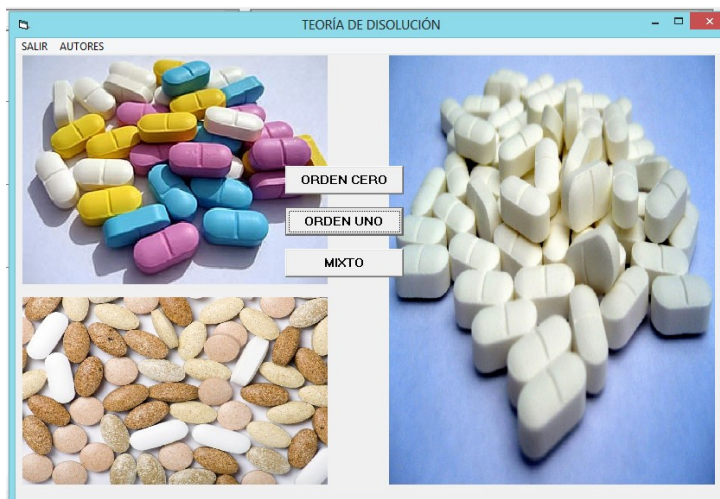 TEORÍA DE DISOLUCIÓN
SALIR AUTORES
ORDEN CERO
ORDEN UNO
MIXTO